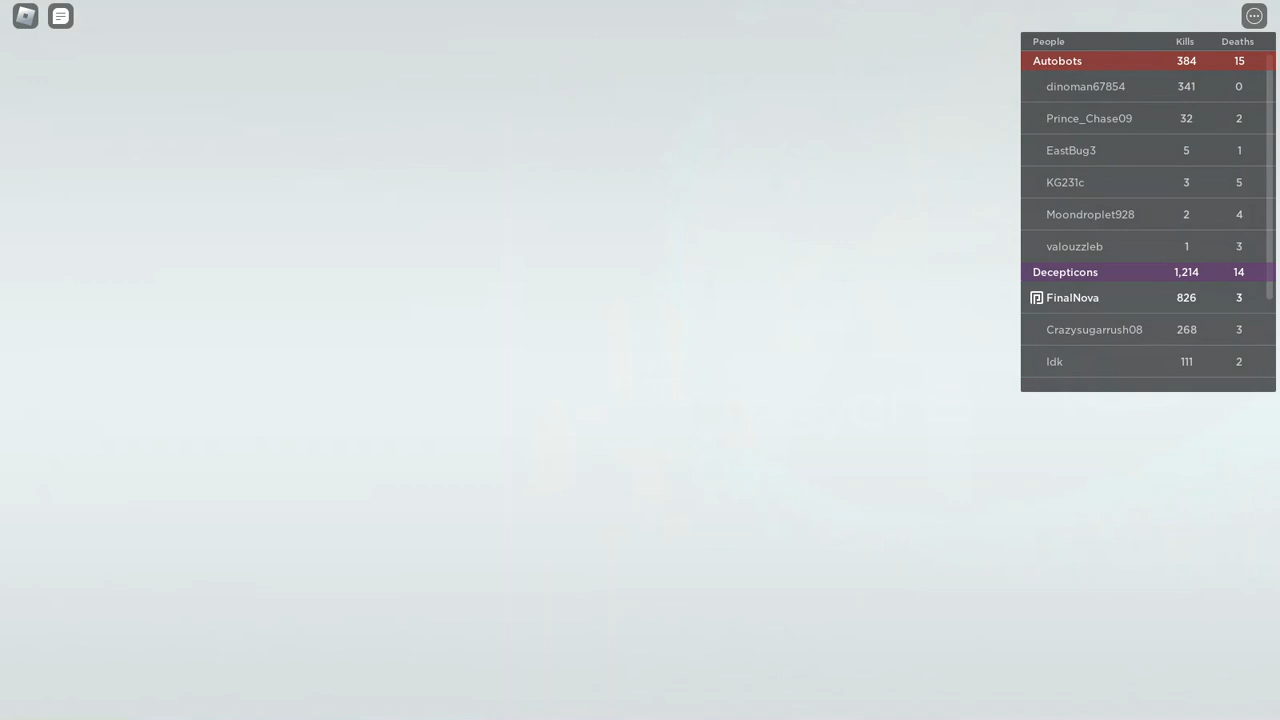 People Kills Deaths
Autobots 384 15
dinoman67854 341 0
Prince_Chase09 32 2
EastBug3 5 1
KG231c 3 5
Moondroplet928 2 4
valouzzleb 1 3
Decepticons 1,214 14
FinalNova 826 3
Crazysugarrush08 268 3
Idk 111 2